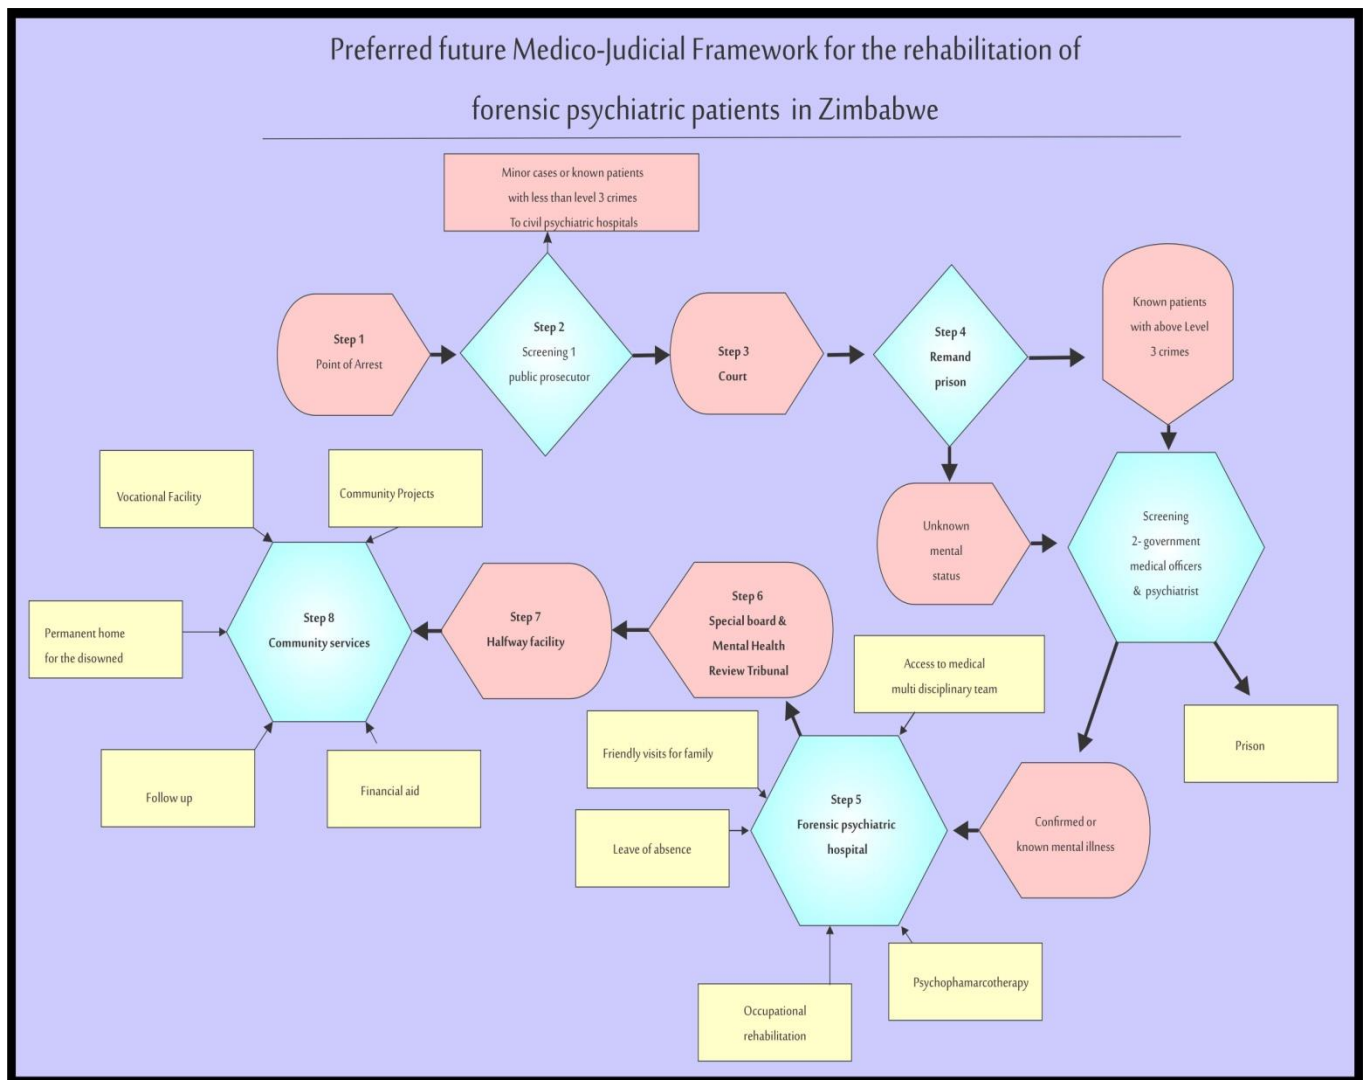 Preferred future Medico-Judicial Framework for the rehabilitation of
forensic psychiatric patients in Zimbabwe
Minor cases or known patients
with less than level 3 crimes
To civil psychiatric hospitals
Step 1
Point of Arrest
Step 2
Screening 1
public prosecutor
Step 3
Court
Step 4
Remand
prison
Known patients
with above Level
3 crimes
Unknown
mental
status
Screening
2- government
medical officers
& psychiatrist
Prison
Confirmed or
known mental illness
Step 5
Forensic psychiatric
hospital
Access to medical
multi disciplinary team
Friendly visits for family
Leave of absence
Occupational
rehabilitation
Psychophamarcotherapy
Step 6
Special board &
Mental Health
Review Tribunal
Step 7
Halfway facility
Step 8
Community services
Vocational Facility
Community Projects
Permanent home
for the disowned
Follow up
Financial aid